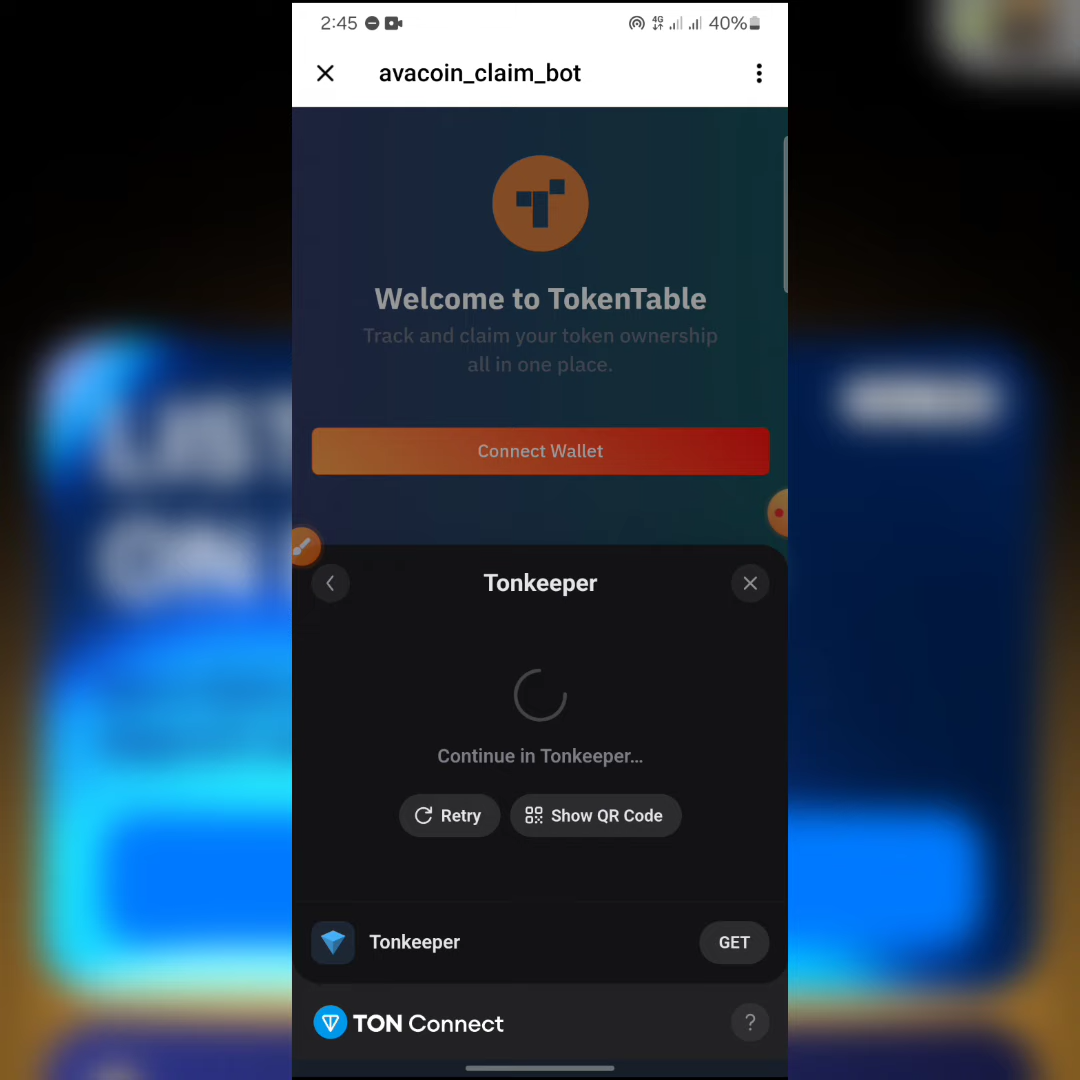 2:45 4G 40%
avacoin_claim_bot
Welcome to TokenTable
Track and claim your token ownership
all in one place.
Connect Wallet
Tonkeeper
Continue in Tonkeeper...
Retry Show QR Code
Tonkeeper GET
TON Connect ?